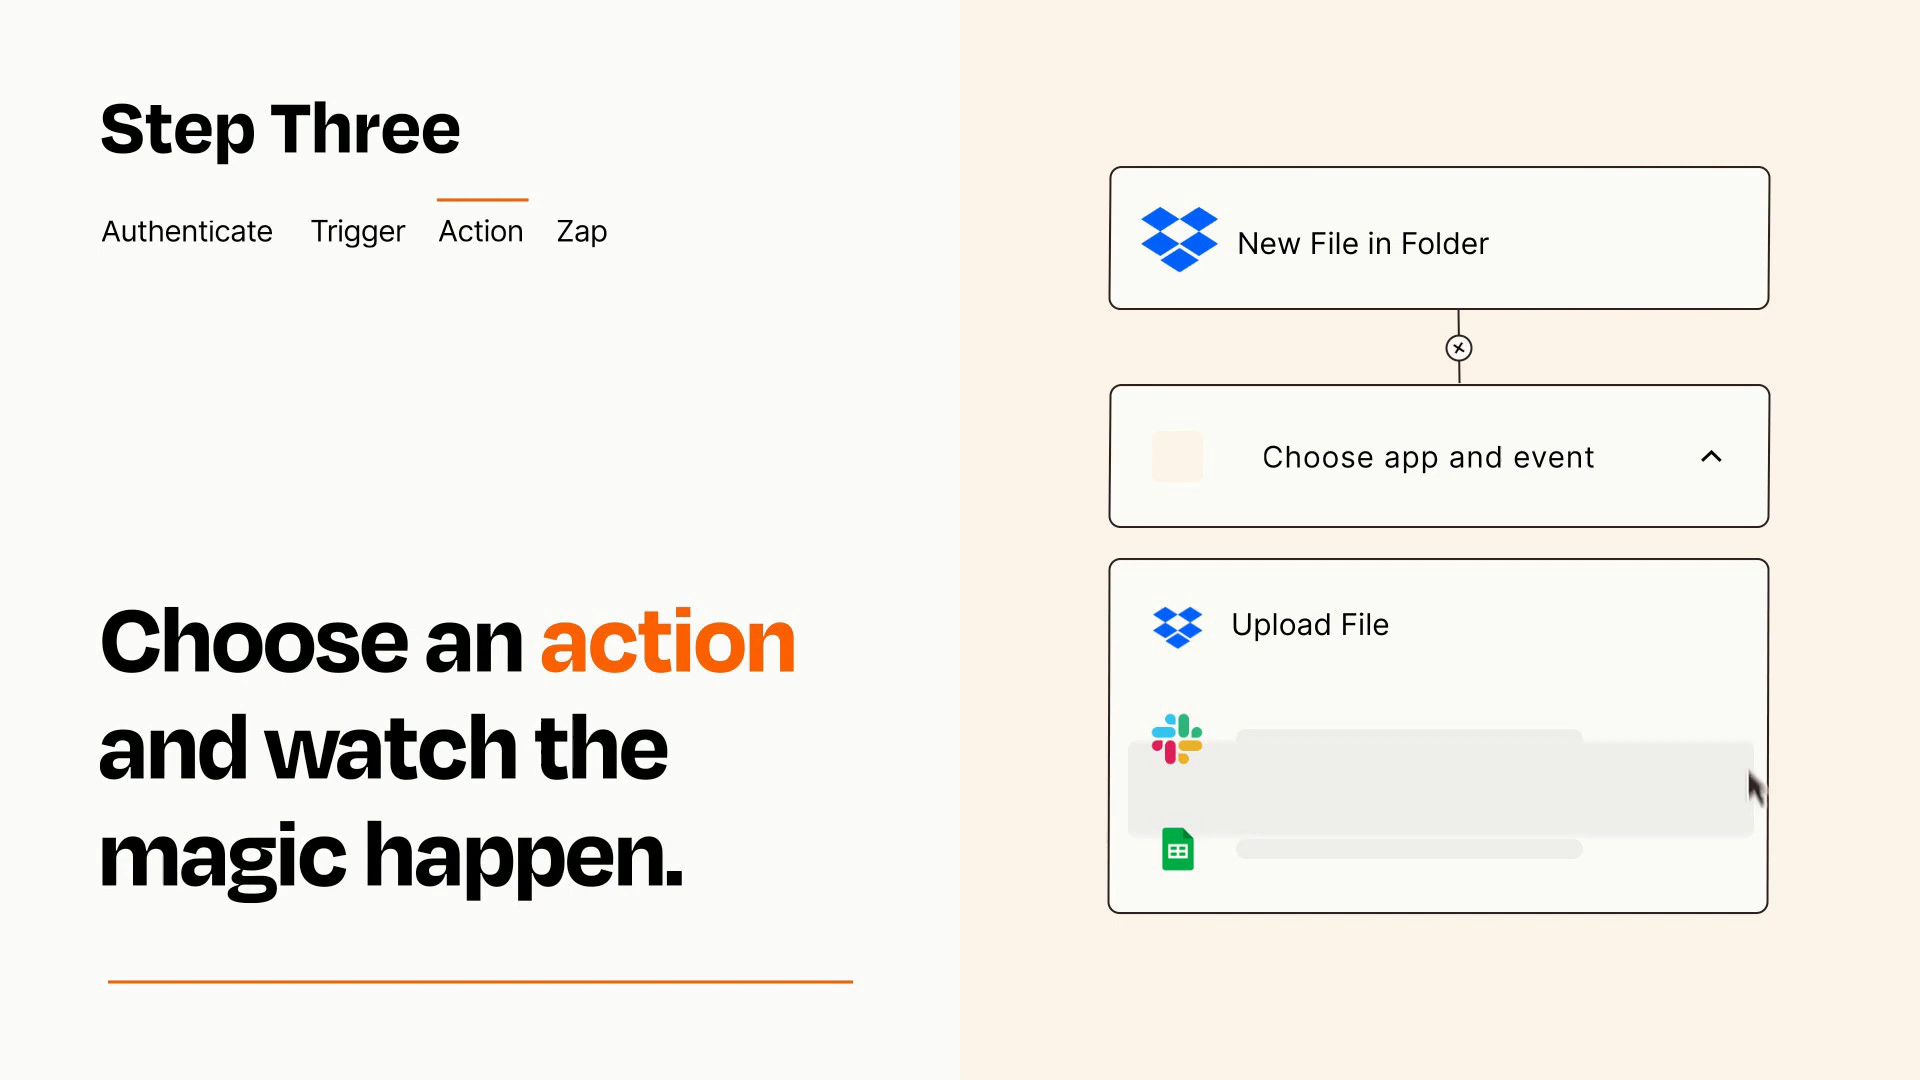 Step Three
Authenticate Trigger Action Zap
Choose an action
and watch the
magic happen.
New File in Folder
Choose app and event
Upload File